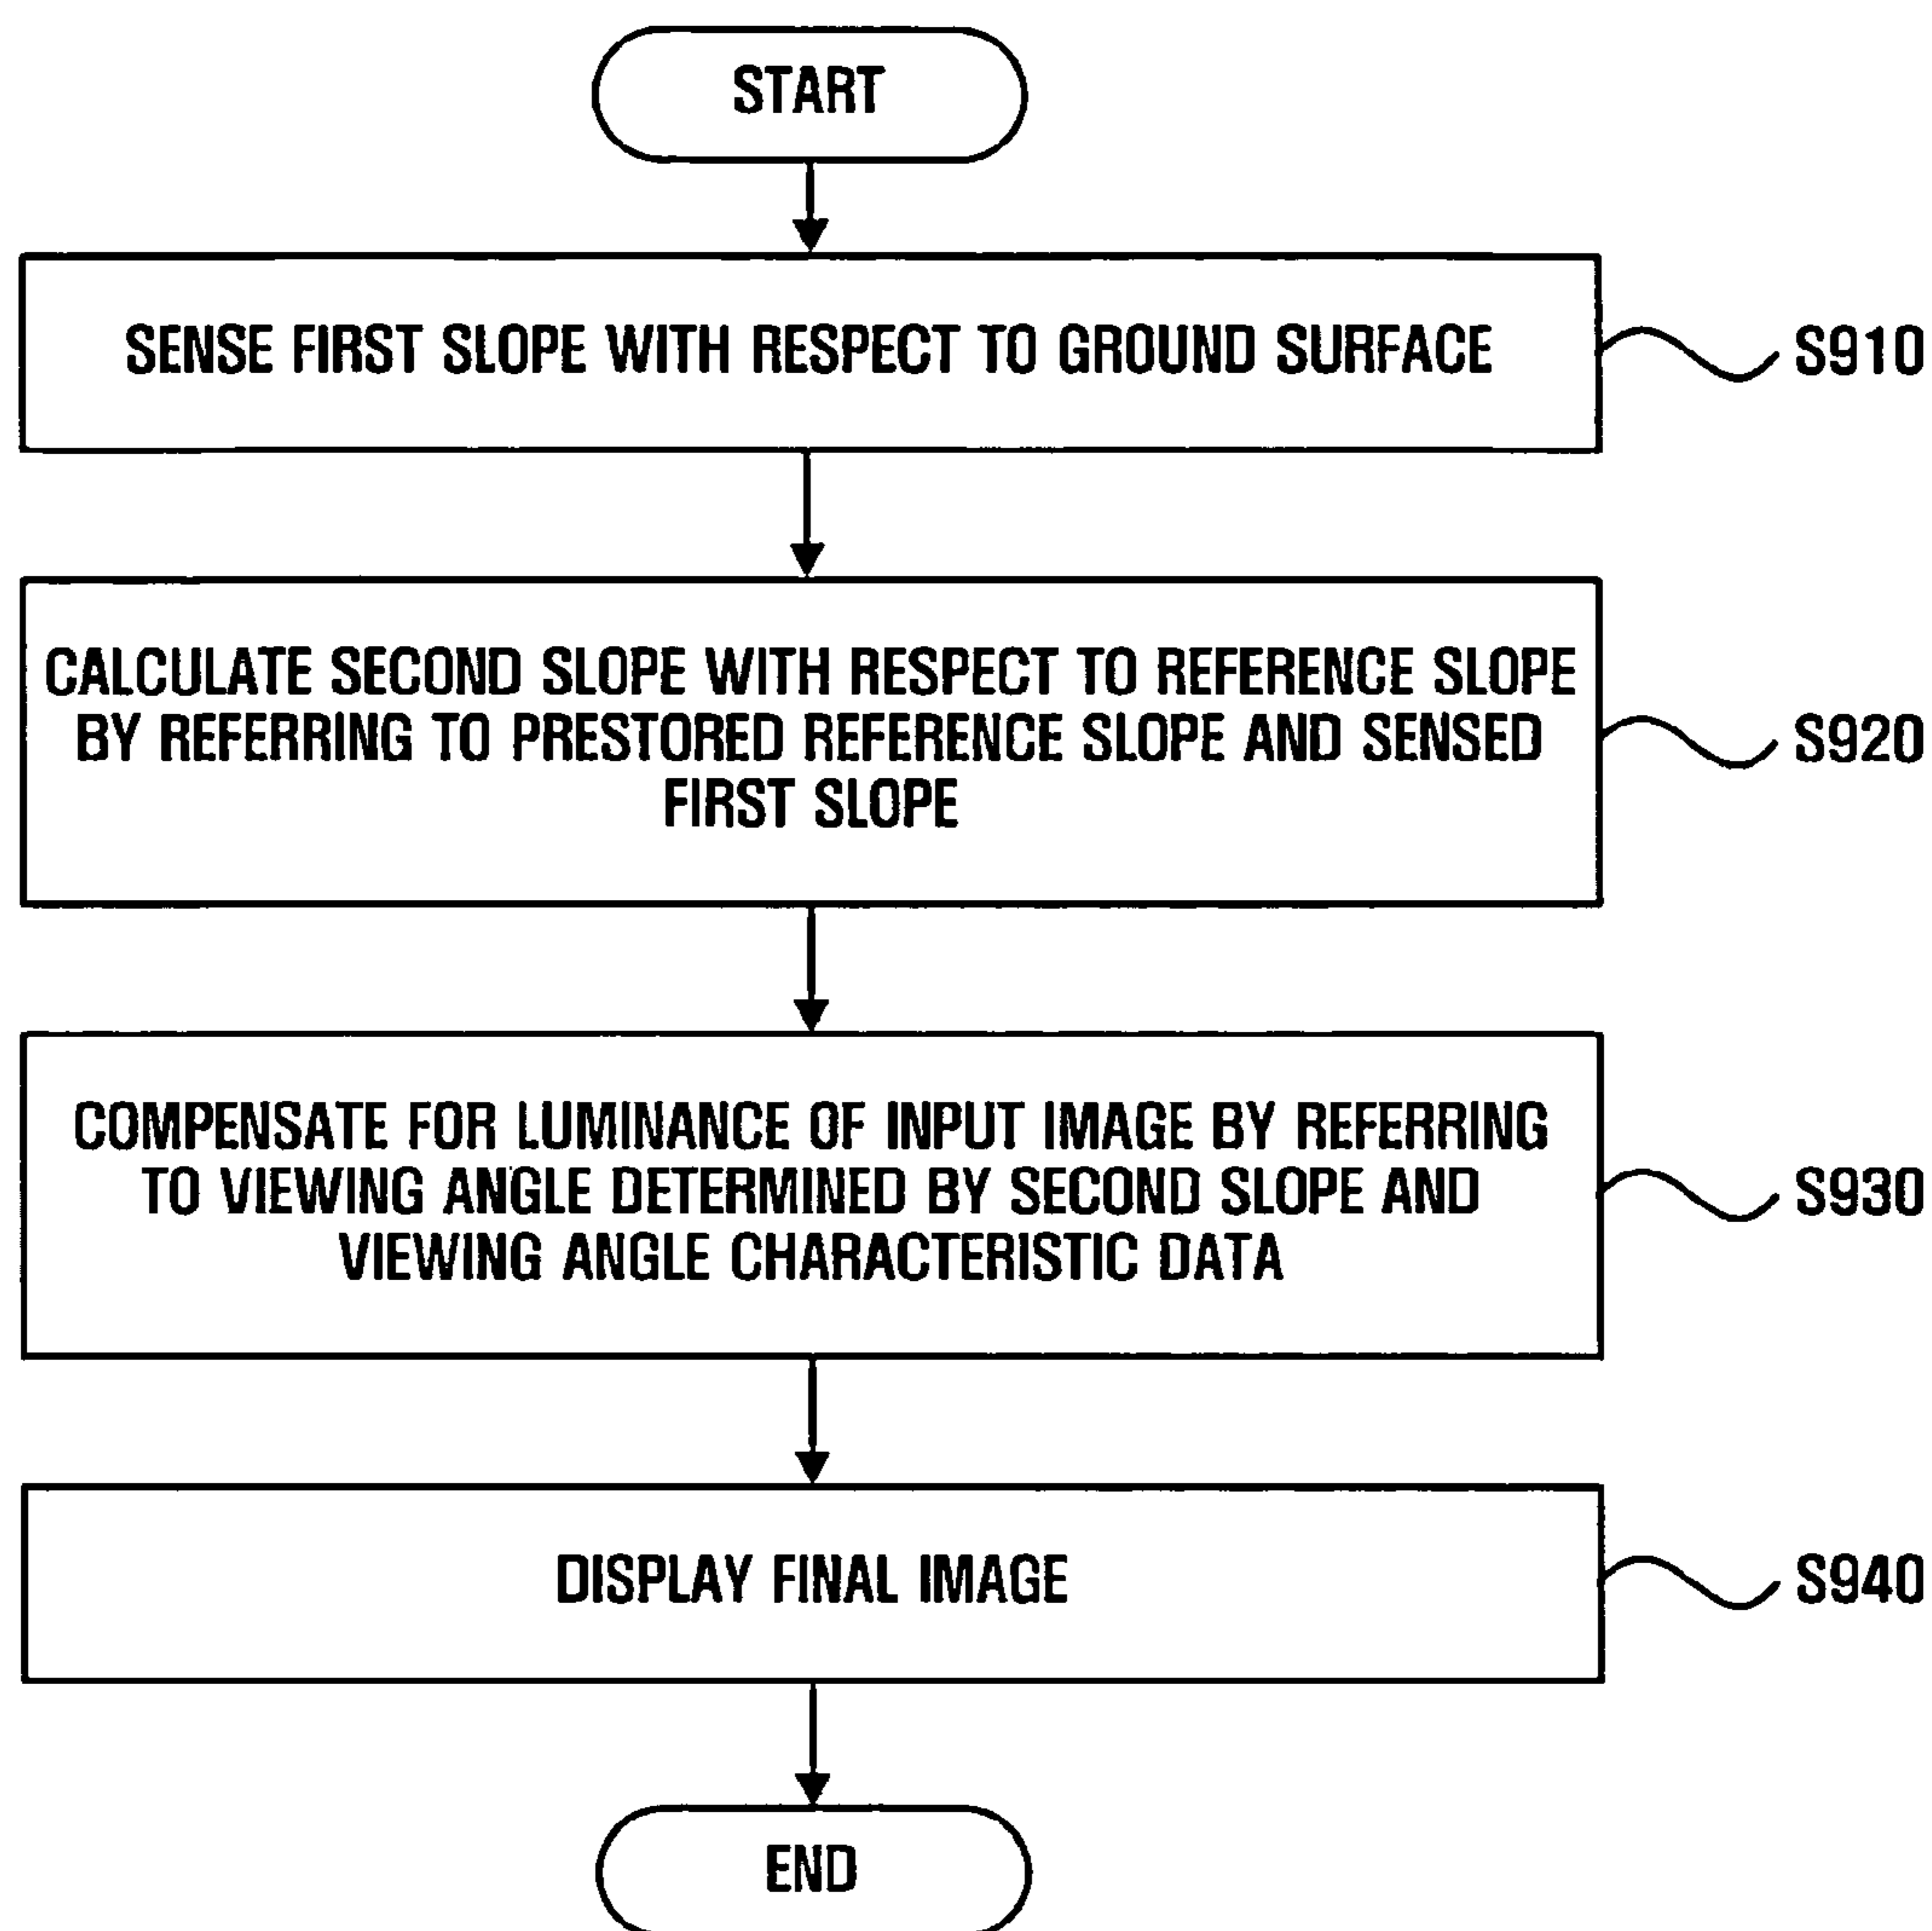 START
SENSE FIRST SLOPE WITH RESPECT TO GROUND SURFACE
S910
CALCULATE SECOND SLOPE WITH RESPECT TO REFERENCE SLOPE
BY REFERRING TO PRESTORED REFERENCE SLOPE AND SENSED
FIRST SLOPE
S920
COMPENSATE FOR LUMINANCE OF INPUT IMAGE BY REFERRING
TO VIEWING ANGLE DETERMINED BY SECOND SLOPE AND
VIEWING ANGLE CHARACTERISTIC DATA
S930
DISPLAY FINAL IMAGE
S940
END